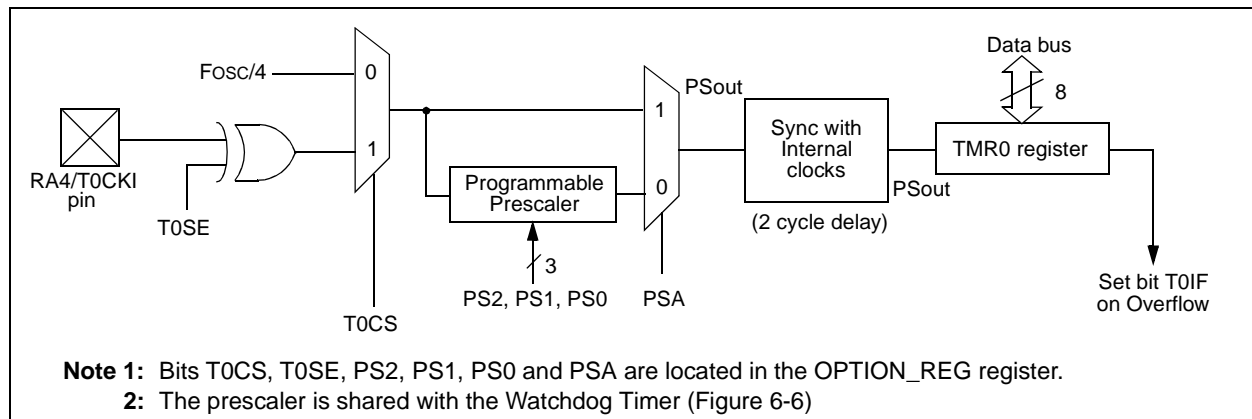 Data bus
8
FOSC/4
0
1
RA4/T0CKI
pin
T0SE
T0CS
Programmable
Prescaler
3
PS2, PS1, PS0
1
0
PSA
PSout
Sync with
Internal
clocks
(2 cycle delay)
PSout
TMR0 register
Set bit T0IF
on Overflow
Note 1: Bits T0CS, T0SE, PS2, PS1, PS0 and PSA are located in the OPTION_REG register.
2: The prescaler is shared with the Watchdog Timer (Figure 6-6)